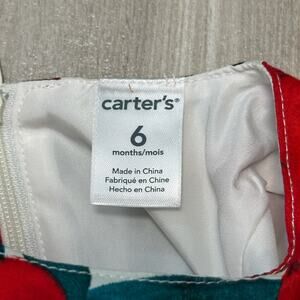 carter's®
6
months/mois
Made in China
Fabriqué en Chine
Hecho en China